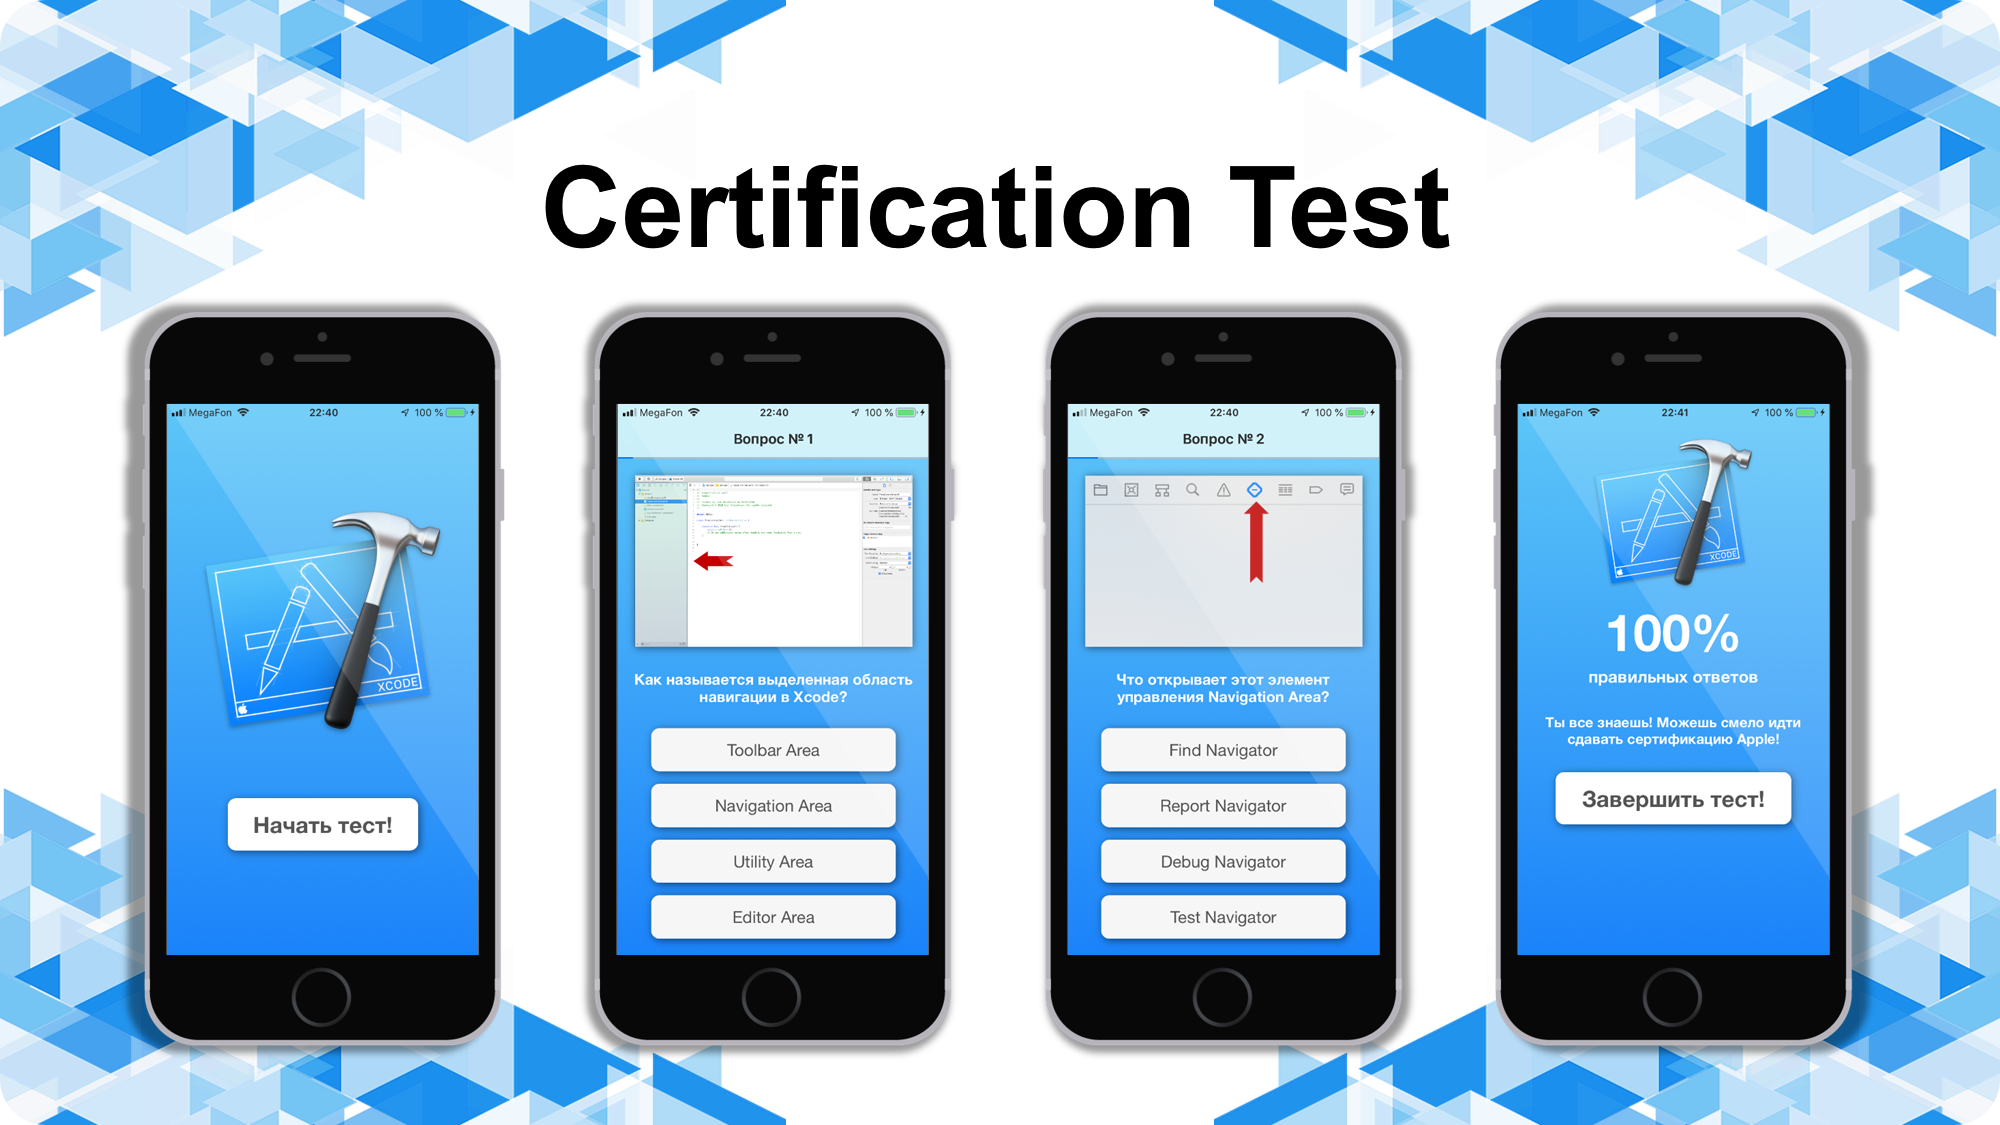 Certification Test
MegaFon 22:40 100 %
XCODE
Начать тест!
MegaFon 22:40 100 %
Вопрос № 1
Как называется выделенная область
навигации в Xcode?
Toolbar Area
Navigation Area
Utility Area
Editor Area
MegaFon 22:40 100 %
Вопрос № 2
Что открывает этот элемент
управления Navigation Area?
Find Navigator
Report Navigator
Debug Navigator
Test Navigator
MegaFon 22:41 100 %
XCODE
100%
правильных ответов
Ты все знаешь! Можешь смело идти
сдавать сертификацию Apple!
Завершить тест!